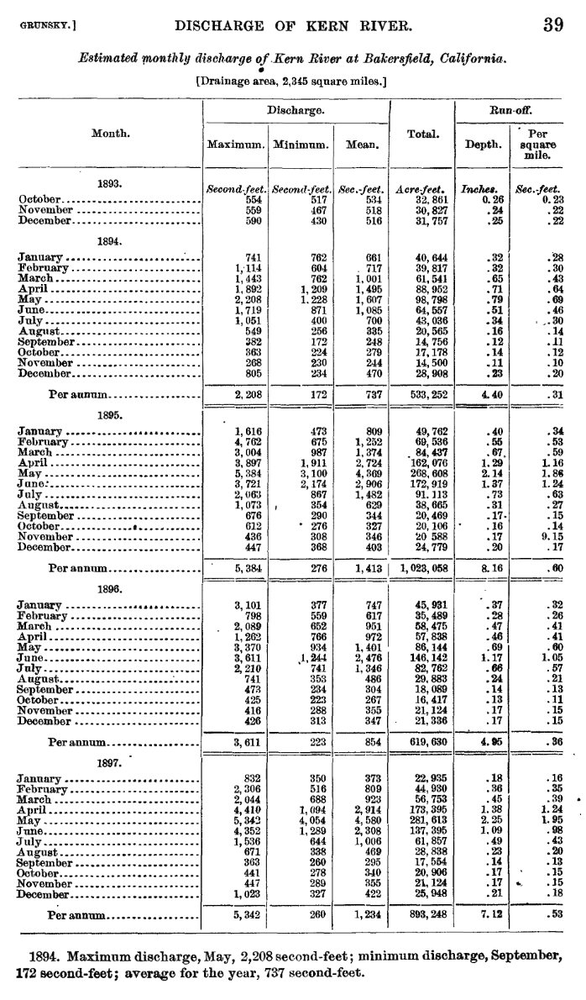 GRUNSKY.] DISCHARGE OF KERN RIVER. 39
Estimated monthly discharge of Kern River at Bakersfield, California.
[Drainage area, 2,345 square miles.]
Month. Discharge. Total. Run-off.
Maximum. Minimum. Mean. Depth. Per square mile.
1893. Second-feet. Second-feet. Sec.-feet. Acre-feet. Inches. Sec.-feet.
October 554 517 534 32,861 0.26 0.23
November 559 467 518 30,827 .24 .22
December 590 430 516 31,757 .25 .22
1894.
January 741 762 661 40,644 .32 .28
February 1,114 604 717 39,817 .32 .30
March 1,443 762 1,001 61,541 .65 .43
April 1,892 1,209 1,495 88,952 .71 .64
May 2,208 1.228 1,607 98,798 .79 .69
June 1,719 871 1,085 64,557 .51 .46
July 1,051 400 700 43,036 .34 .30
August 549 256 335 20,565 .16 .14
September 382 172 248 14,756 .12 .11
October 363 224 279 17,178 .14 .12
November 268 230 244 14,500 .11 .10
December 805 234 470 28,908 .23 .20
Per annum 2,208 172 737 533,252 4.40 .31
1895.
January 1,616 473 809 49,762 .40 .34
February 4,762 675 1,252 69,536 .55 .53
March 3,004 987 1,374 84,437 .67 .59
April 3,897 1,911 2,724 162,076 1.29 1.16
May 5,384 3,100 4,369 268,608 2.14 1.86
June 3,721 2,174 2,906 172,919 1.37 1.24
July 2,063 867 1,482 91.113 .73 .63
August 1,073 354 629 38,665 .31 .27
September 676 290 344 20,469 .17 .15
October 612 276 327 20,106 .16 .14
November 436 308 346 20 588 .17 9.15
December 447 368 403 24,779 .20 .17
Per annum 5,384 276 1,413 1,023,058 8.16 .60
1896.
January 3,101 377 747 45,931 .37 .32
February 798 559 617 35,489 .28 .26
March 2,089 652 951 58,475 .47 .41
April 1,262 766 972 57,838 .46 .41
May 3,370 934 1,401 86,144 .69 .60
June 3,611 1,244 2,476 146,142 1.17 1.05
July 2,210 741 1,346 82,762 .66 .57
August 741 353 486 29,883 .24 .21
September 473 234 304 18,089 .14 .13
October 425 223 267 16,417 .13 .11
November 416 288 355 21,124 .17 .15
December 426 313 347 21,336 .17 .15
Per annum 3,611 223 854 619,630 4.95 .36
1897.
January 832 350 373 22,935 .18 .16
February 2,306 516 809 44,930 .36 .35
March 2,044 688 923 56,753 .45 .39
April 4,410 1,094 2,914 173,395 1.38 1.24
May 5,342 4,054 4,580 281,613 2.25 1.95
June 4,352 1,289 2,308 137,395 1.09 .98
July 1,536 644 1,006 61,857 .49 .43
August 671 338 469 28,838 .23 .20
September 363 260 295 17,554 .14 .13
October 441 278 340 20,906 .17 .15
November 447 289 355 21,124 .17 .15
December 1,023 327 422 25,948 .21 .18
Per annum 5,342 260 1,234 893,248 7.12 .53
1894. Maximum discharge, May, 2,208 second-feet; minimum discharge, September,
172 second-feet; average for the year, 737 second-feet.